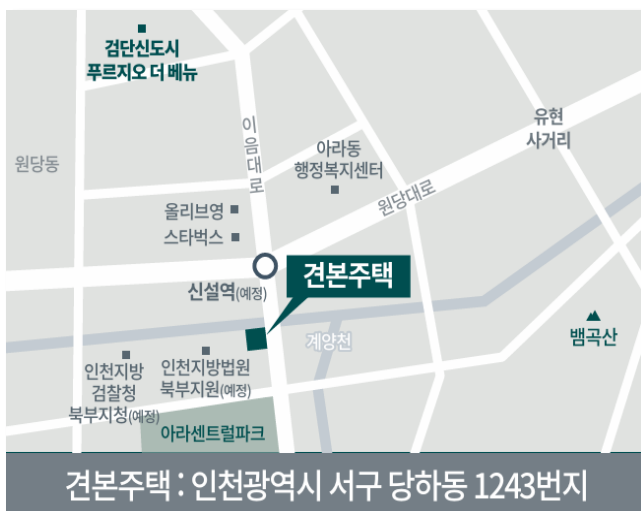 검단신도시
푸르지오 더 베뉴
유현
사거리
이음대로
아라동
행정복지센터
원당동
원당대로
올리브영
스타벅스
신설역(예정)
견본주택
계양천
뱀곡산
인천지방
검찰청
북부지청(예정)
인천지방법원
북부지원(예정)
아라센트럴파크
견본주택 : 인천광역시 서구 당하동 1243번지